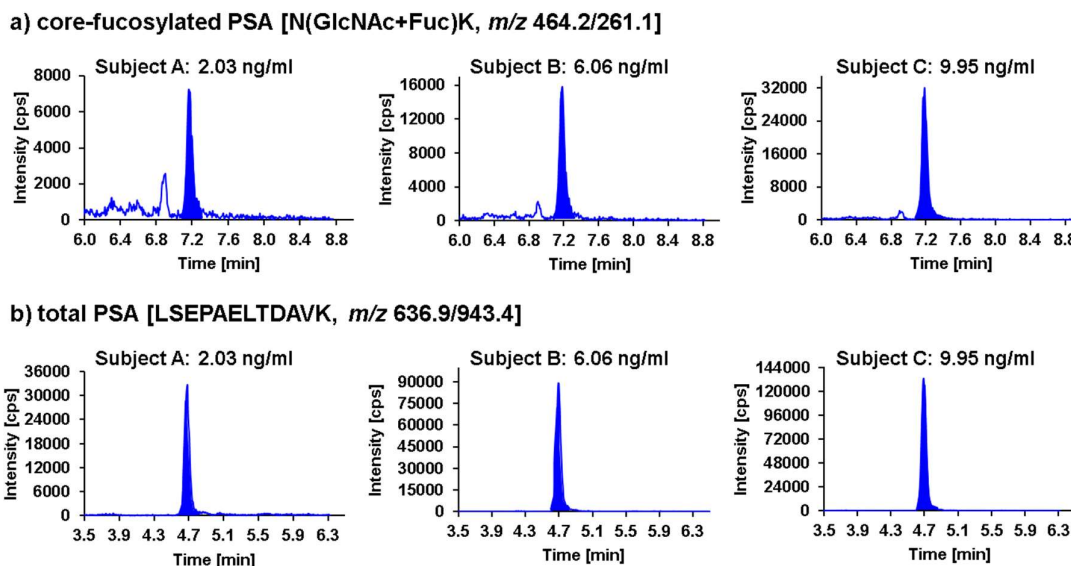 a) core-fucosylated PSA [N(GlcNAc+Fuc)K, m/z 464.2/261.1]
Subject A: 2.03 ng/ml
Intensity [cps]
8000
6000
4000
2000
0
6.0 6.4 6.8 7.2 7.6 8.0 8.4 8.8
Time [min]
Subject B: 6.06 ng/ml
Intensity [cps]
16000
12000
8000
4000
0
6.0 6.4 6.8 7.2 7.6 8.0 8.4 8.8
Time [min]
Subject C: 9.95 ng/ml
Intensity [cps]
32000
24000
16000
8000
0
6.0 6.4 6.8 7.2 7.6 8.0 8.4 8.8
Time [min]
b) total PSA [LSEPAELTDAVK, m/z 636.9/943.4]
Subject A: 2.03 ng/ml
Intensity [cps]
36000
30000
24000
18000
12000
6000
0
3.5 3.9 4.3 4.7 5.1 5.5 5.9 6.3
Time [min]
Subject B: 6.06 ng/ml
Intensity [cps]
90000
75000
60000
45000
30000
15000
0
3.5 3.9 4.3 4.7 5.1 5.5 5.9 6.3
Time [min]
Subject C: 9.95 ng/ml
Intensity [cps]
144000
120000
96000
72000
48000
24000
0
3.5 3.9 4.3 4.7 5.1 5.5 5.9 6.3
Time [min]